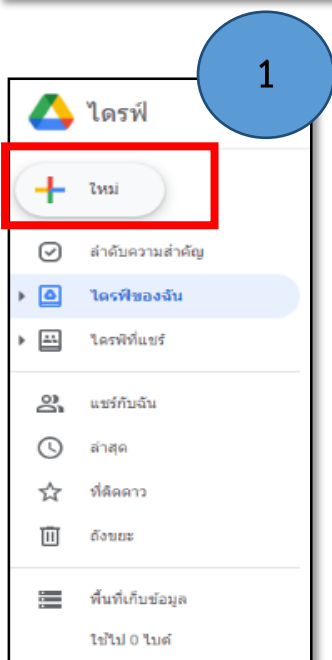 1
ไดรฟ์
ใหม่
ลำดับความสำคัญ
ไดรฟ์ของฉัน
ไดรฟ์ที่แชร์
แชร์กับฉัน
ล่าสุด
ที่ติดดาว
ถังขยะ
พื้นที่เก็บข้อมูล
ใช้ไป 0 ไบต์